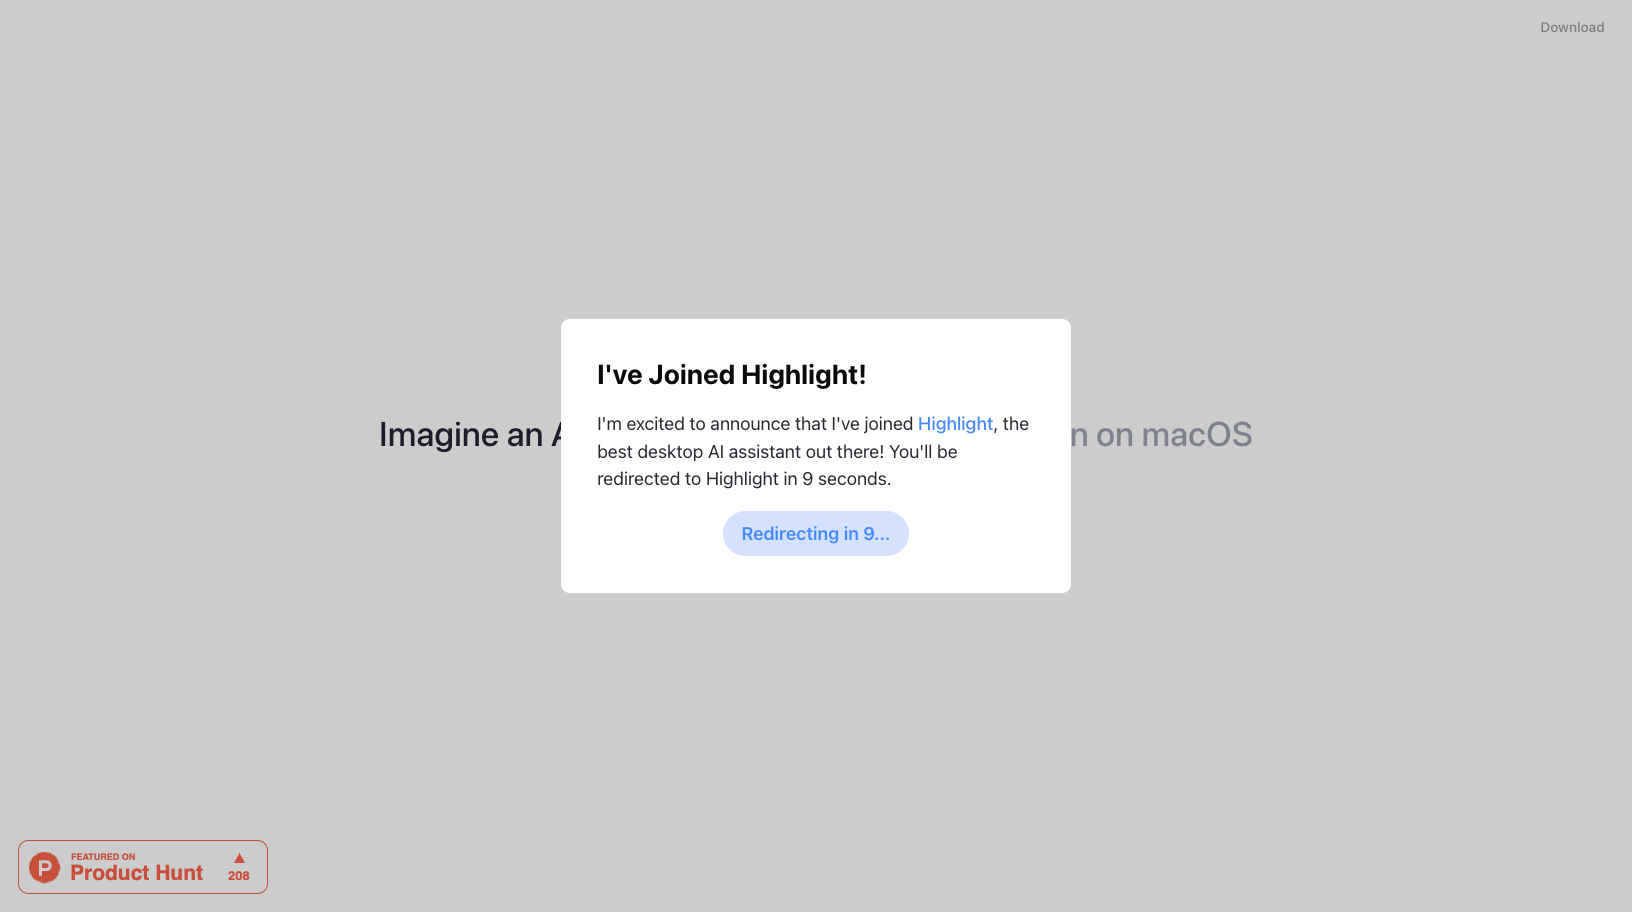 Download
Imagine an
n on macOS
I've Joined Highlight!
I'm excited to announce that I've joined Highlight, the
best desktop AI assistant out there! You'll be
redirected to Highlight in 9 seconds.
Redirecting in 9...
FEATURED ON
Product Hunt
208